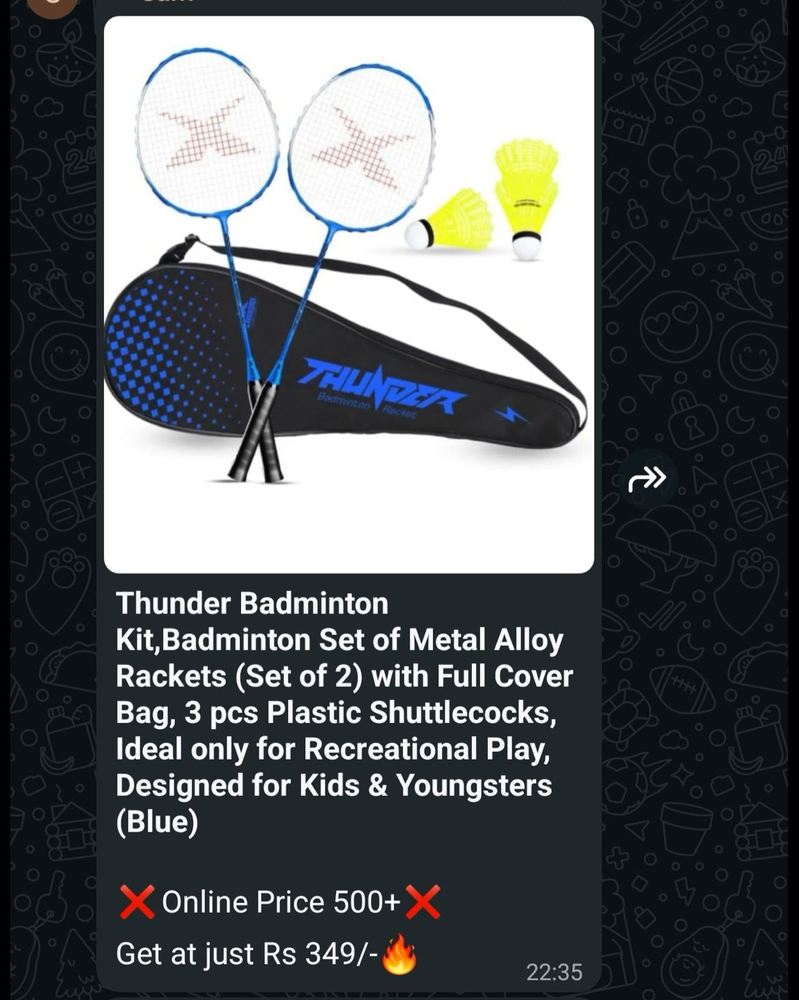 THUNDER
Badminton Racket
Thunder Badminton
Kit,Badminton Set of Metal Alloy
Rackets (Set of 2) with Full Cover
Bag, 3 pcs Plastic Shuttlecocks,
Ideal only for Recreational Play,
Designed for Kids & Youngsters
(Blue)
❌ Online Price 500+❌
Get at just Rs 349/-🔥
22:35